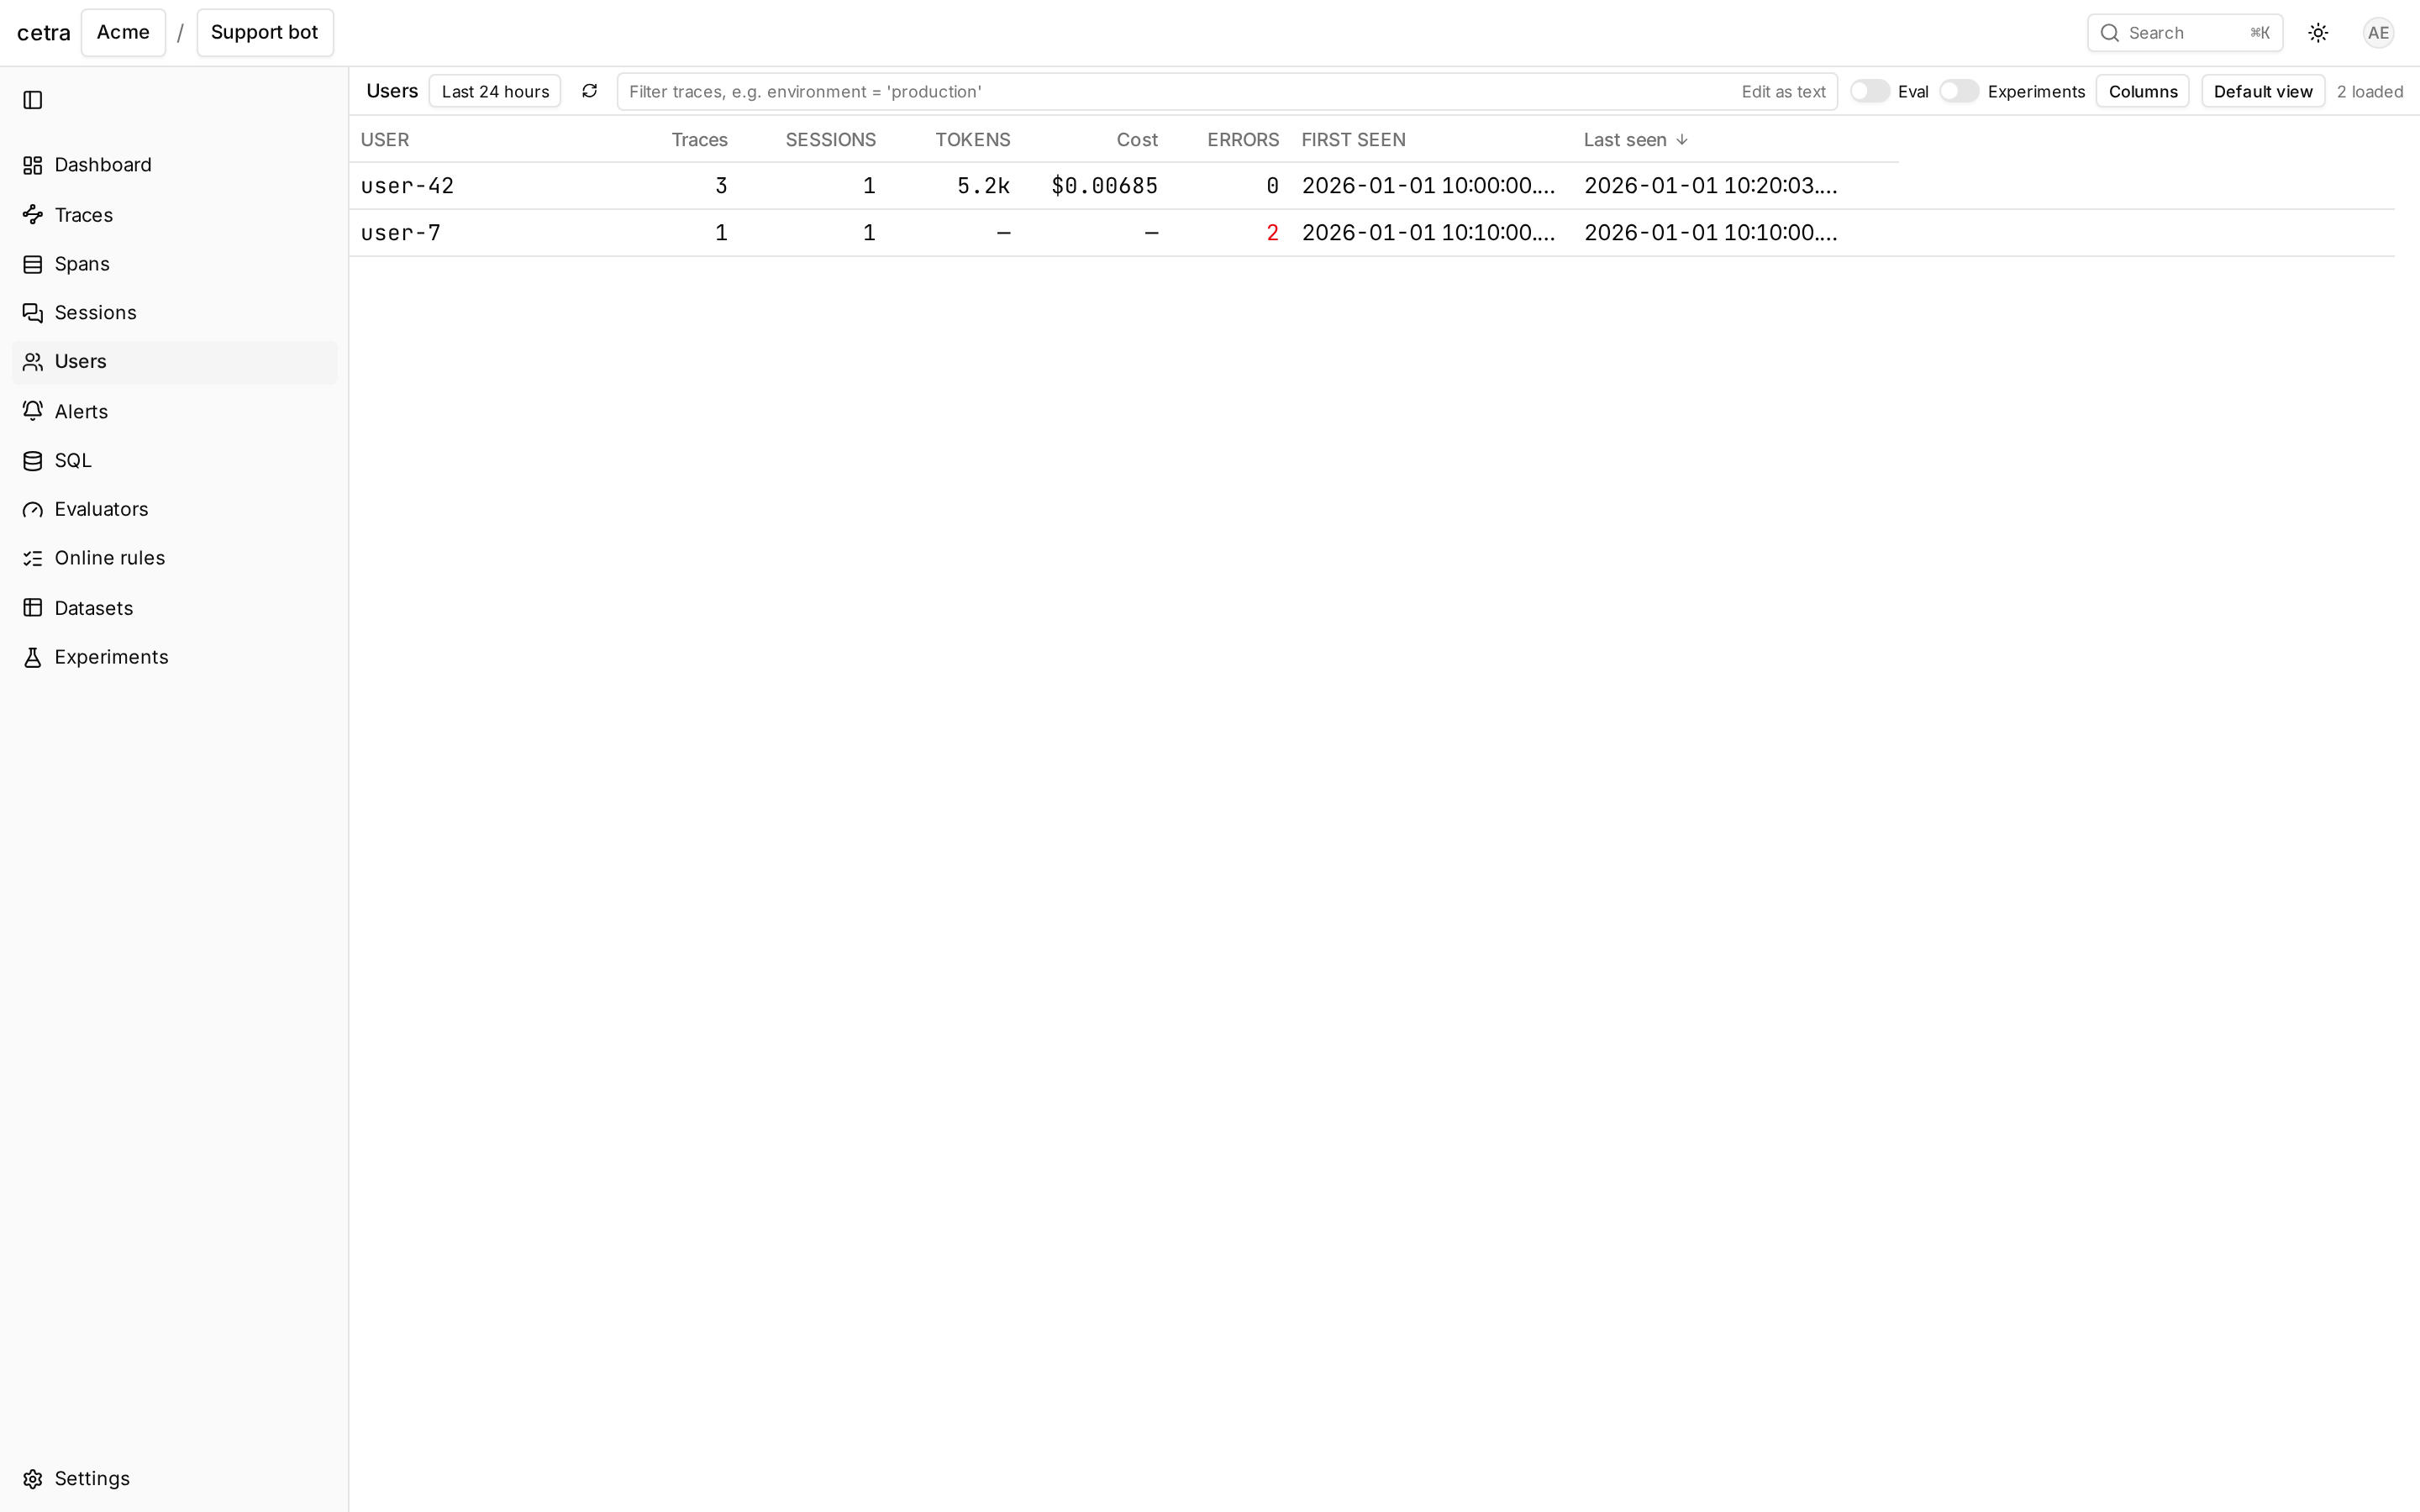 cetra Acme / Support bot Search ⌘K AE
Users Last 24 hours Filter traces, e.g. environment = 'production' Edit as text Eval Experiments Columns Default view 2 loaded
USER Traces SESSIONS TOKENS Cost ERRORS FIRST SEEN Last seen ↓
user-42 3 1 5.2k $0.00685 0 2026-01-01 10:00:00.... 2026-01-01 10:20:03....
user-7 1 1 — — 2 2026-01-01 10:10:00.... 2026-01-01 10:10:00....
Dashboard
Traces
Spans
Sessions
Users
Alerts
SQL
Evaluators
Online rules
Datasets
Experiments
Settings